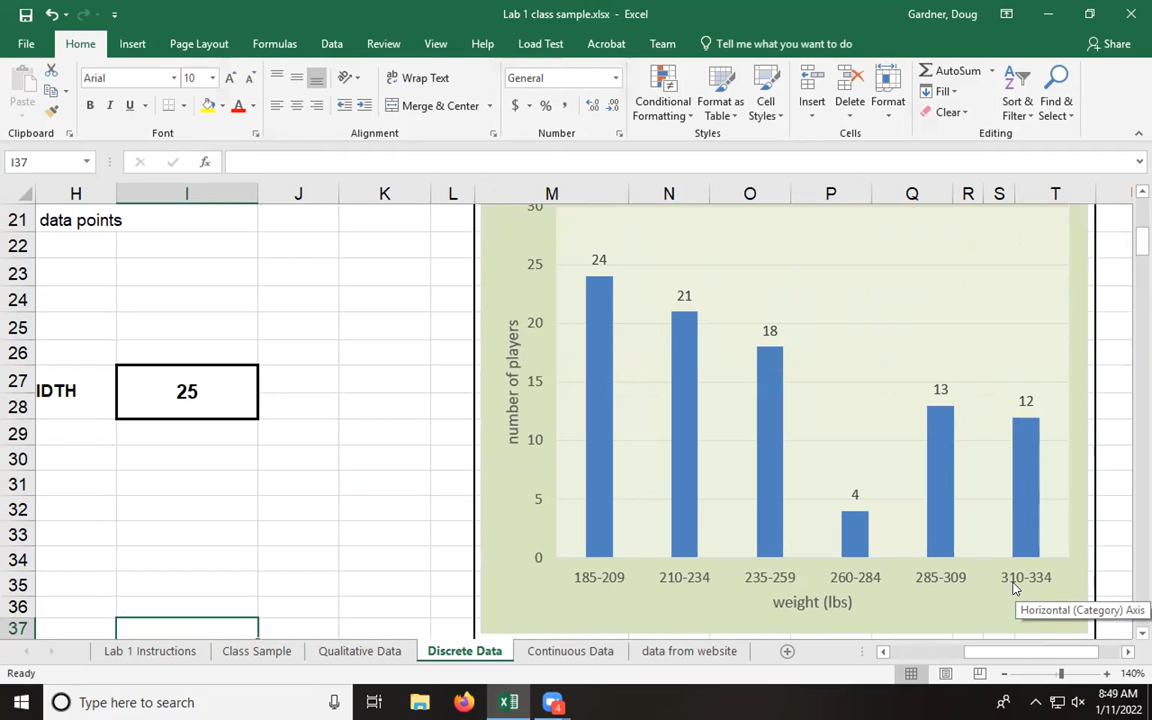 Lab 1 class sample.xlsx - Excel
Gardner, Doug
File Home Insert Page Layout Formulas Data Review View Help Load Test Acrobat Team Tell me what you want to do Share
Arial 10 Wrap Text General AutoSum
Paste B I U A Merge & Center $ % , Conditional Formatting Format as Table Cell Styles Insert Delete Format Fill Clear Sort & Filter Find & Select
Clipboard Font Alignment Number Styles Cells Editing
I37 fx
H I J K L M N O P Q R S T
21 data points
22
23
24
25
26
27
IDTH 25
28
29
30
31
32
33
34
35
36
37
30
25
20
15
10
5
0
number of players
24 21 18 4 13 12
185-209 210-234 235-259 260-284 285-309 310-334
weight (lbs)
Horizontal (Category) Axis
Lab 1 Instructions Class Sample Qualitative Data Discrete Data Continuous Data data from website
Ready 140%
Type here to search 4 8:49 AM
1/11/2022